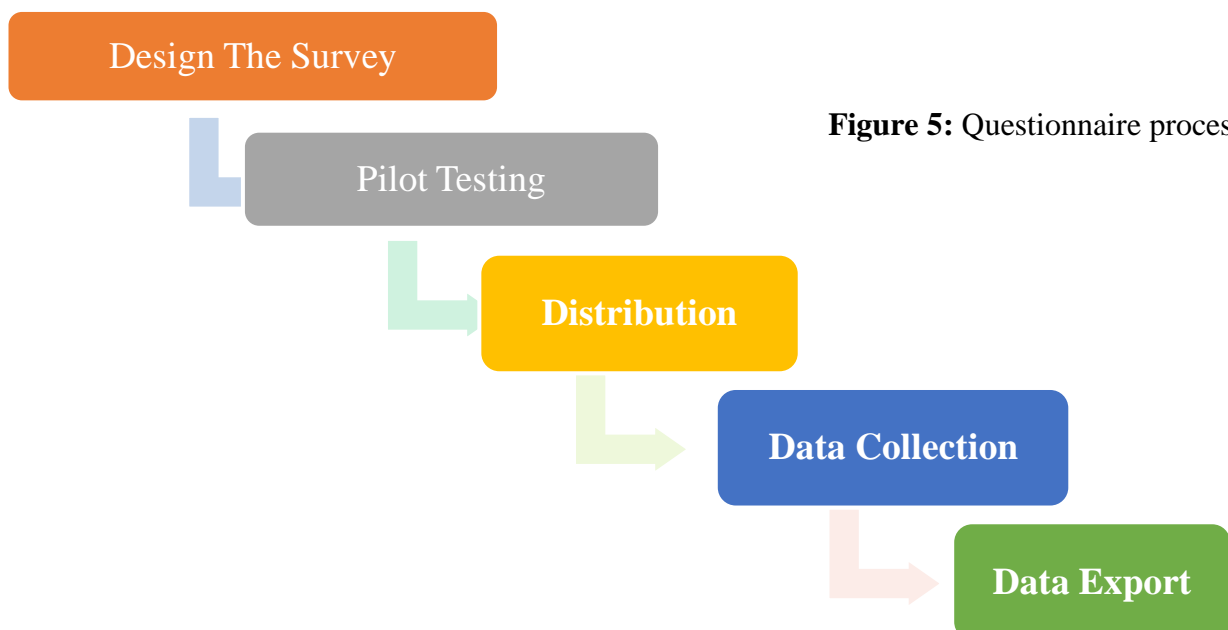 Design The Survey
Figure 5: Questionnaire proces
Pilot Testing
Distribution
Data Collection
Data Export